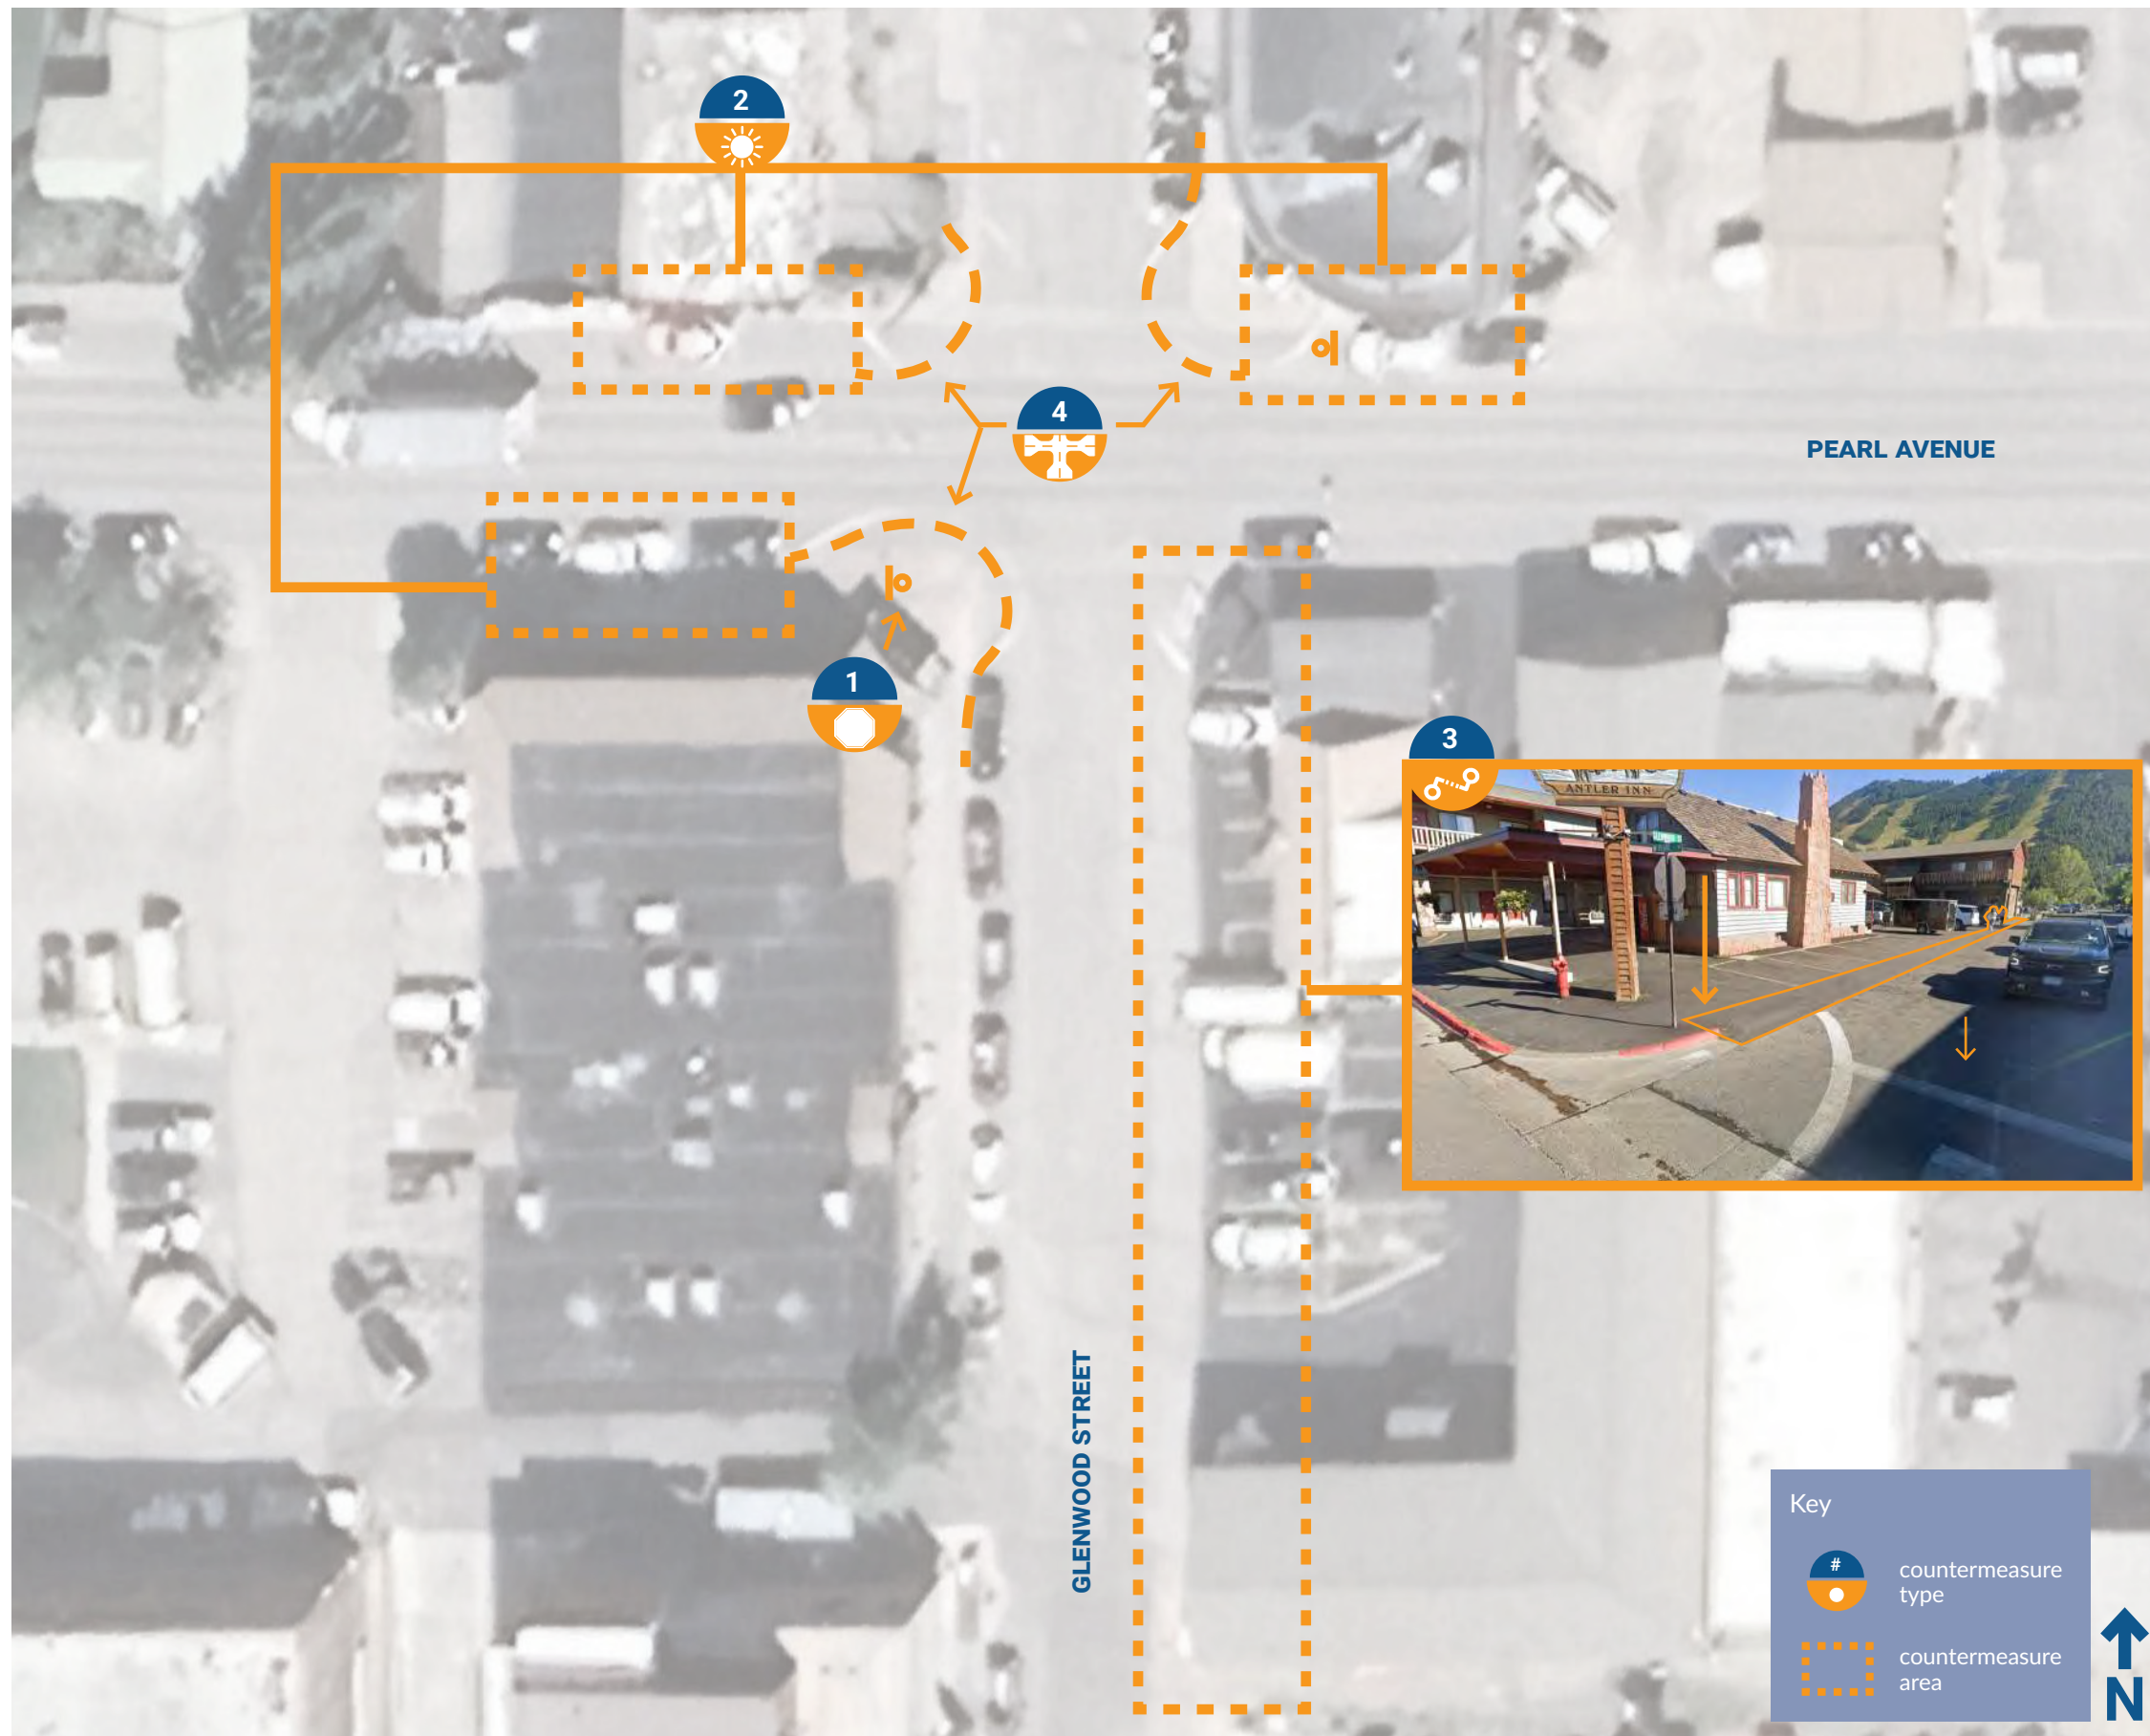 2
4
PEARL AVENUE
1
3
ANTLER INN
GLENWOOD STREET
Key
#
countermeasure
type
countermeasure
area
N